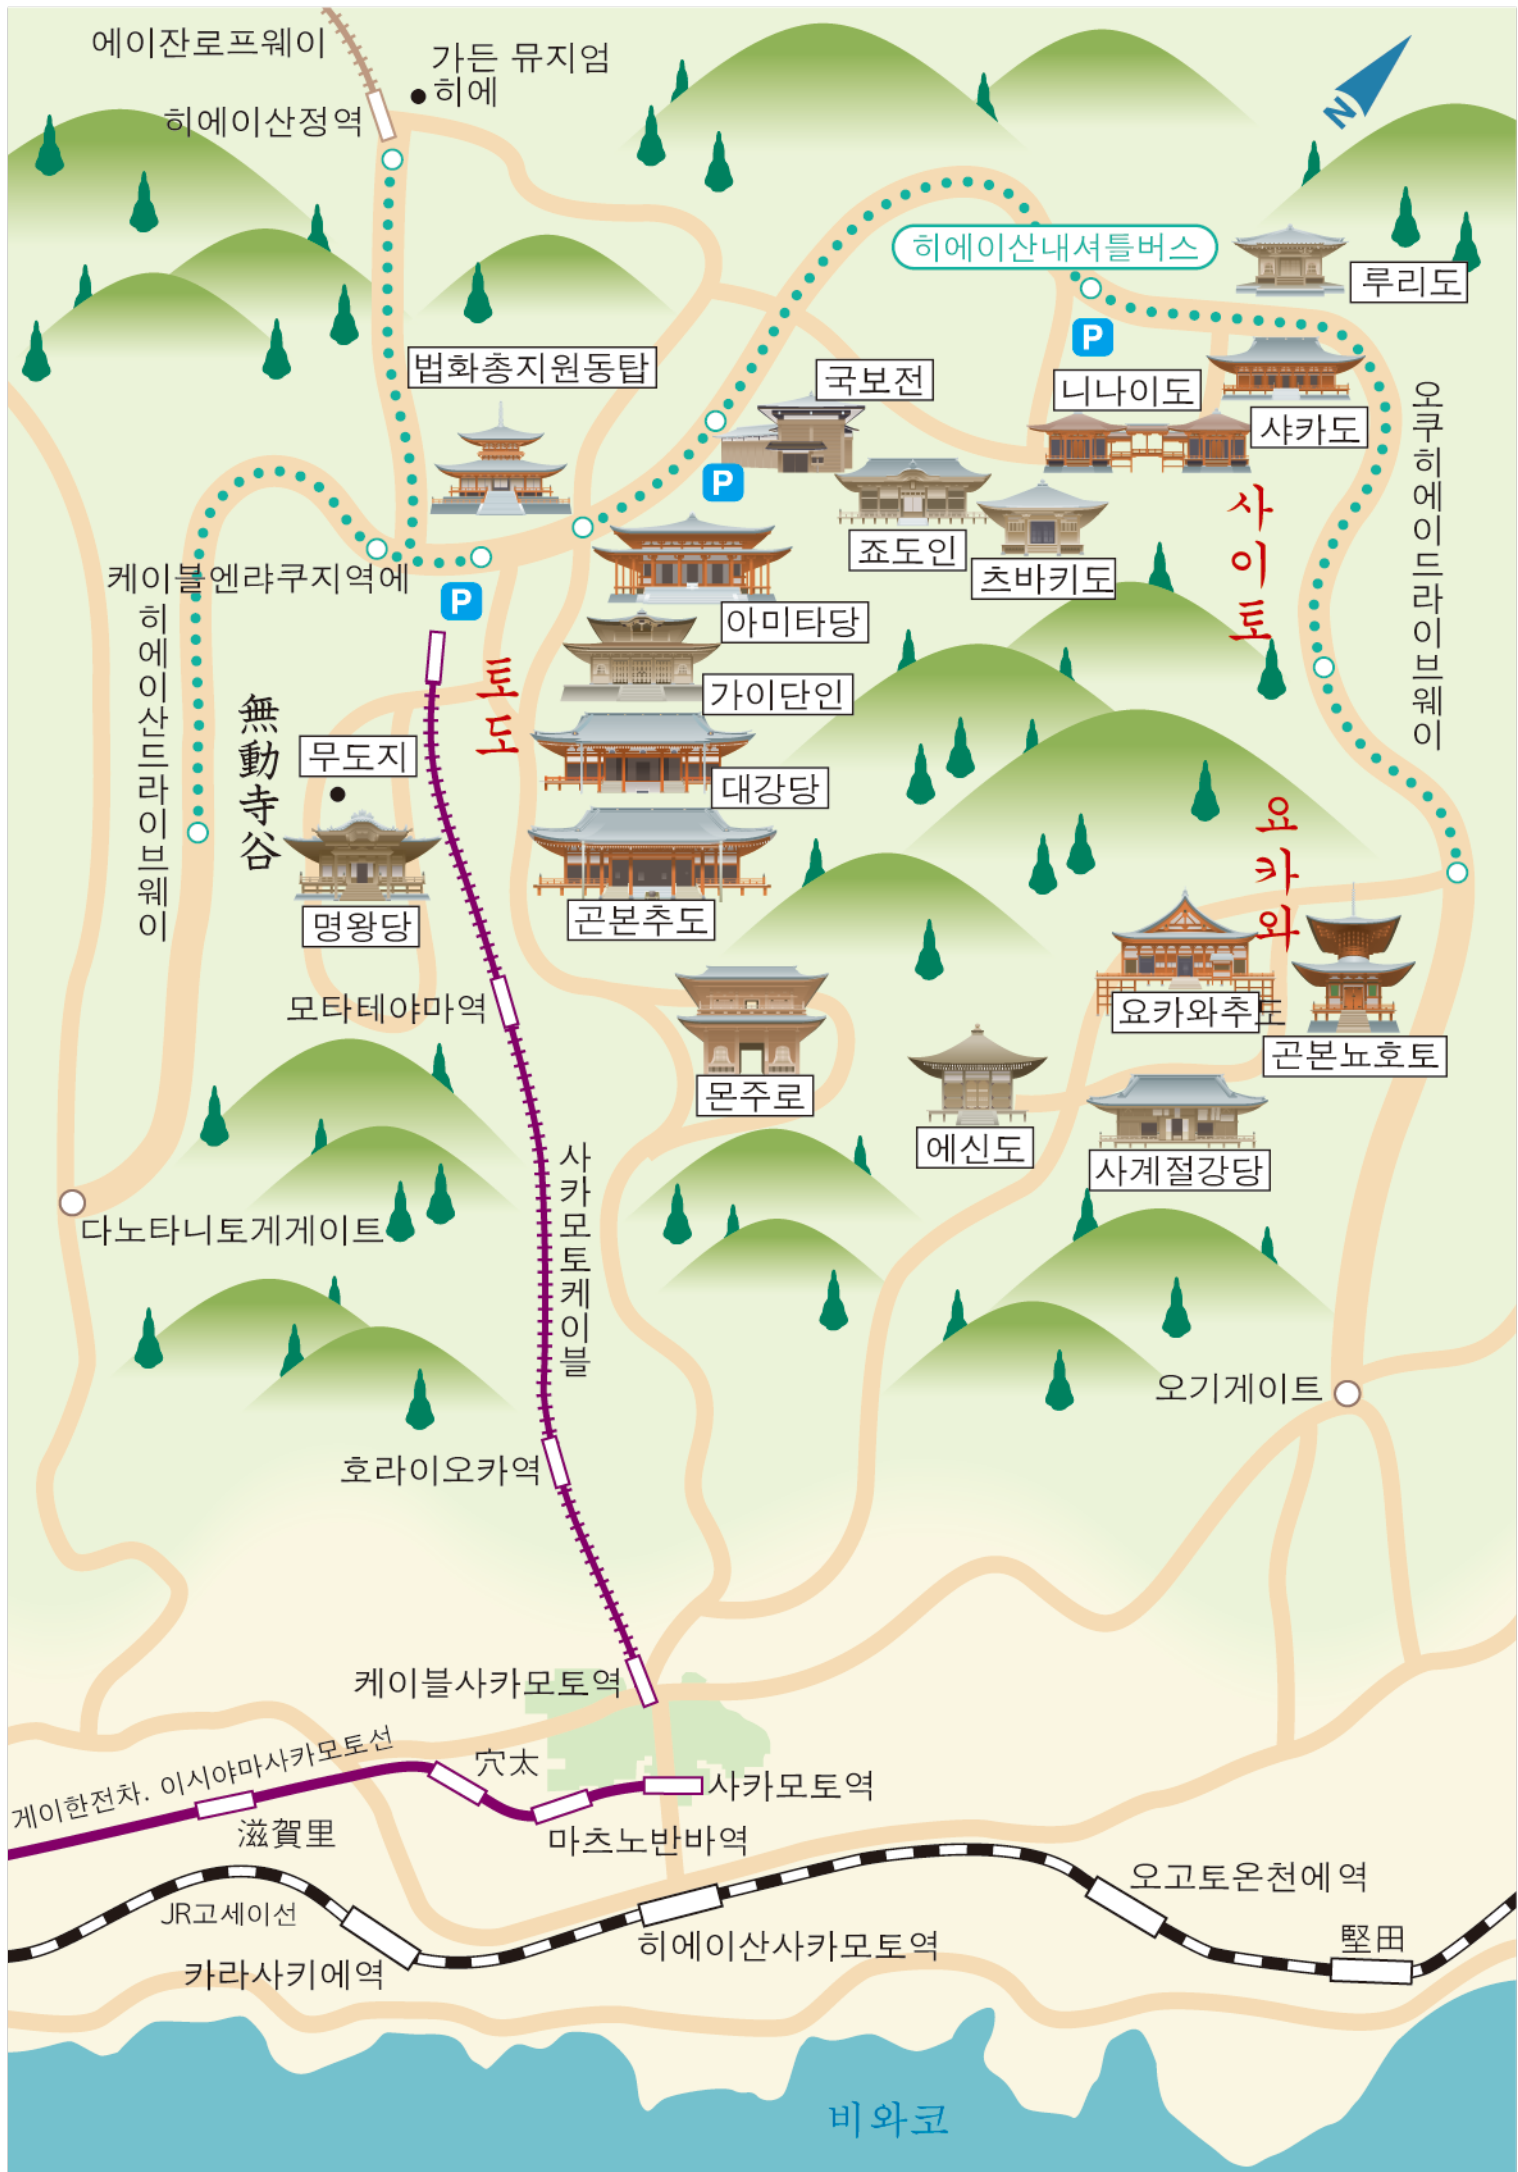 에이잔로프웨이
가든 뮤지엄
히에
히에이산정역
N
히에이산내셔틀버스
루리도
P
법화총지원동탑
국보전
니나이도
샤카도
오쿠히에이드라이브웨이
P
죠도인
츠바키도
사이토
케이블엔랴쿠지역에
P
히에이산드라이브웨이
아미타당
토도
가이단인
無動寺谷
무도지
대강당
명왕당
곤본추도
요카와
모타테야마역
요카와추도
곤본뇨호토
몬주로
에신도
사계절강당
사카모토케이블
다노타니토게게이트
오기게이트
호라이오카역
케이블사카모토역
게이한전차. 이시야마사카모토선
穴太
사카모토역
滋賀里
마츠노반바역
오고토온천에역
JR고세이선
히에이산사카모토역
堅田
카라사키에역
비와코